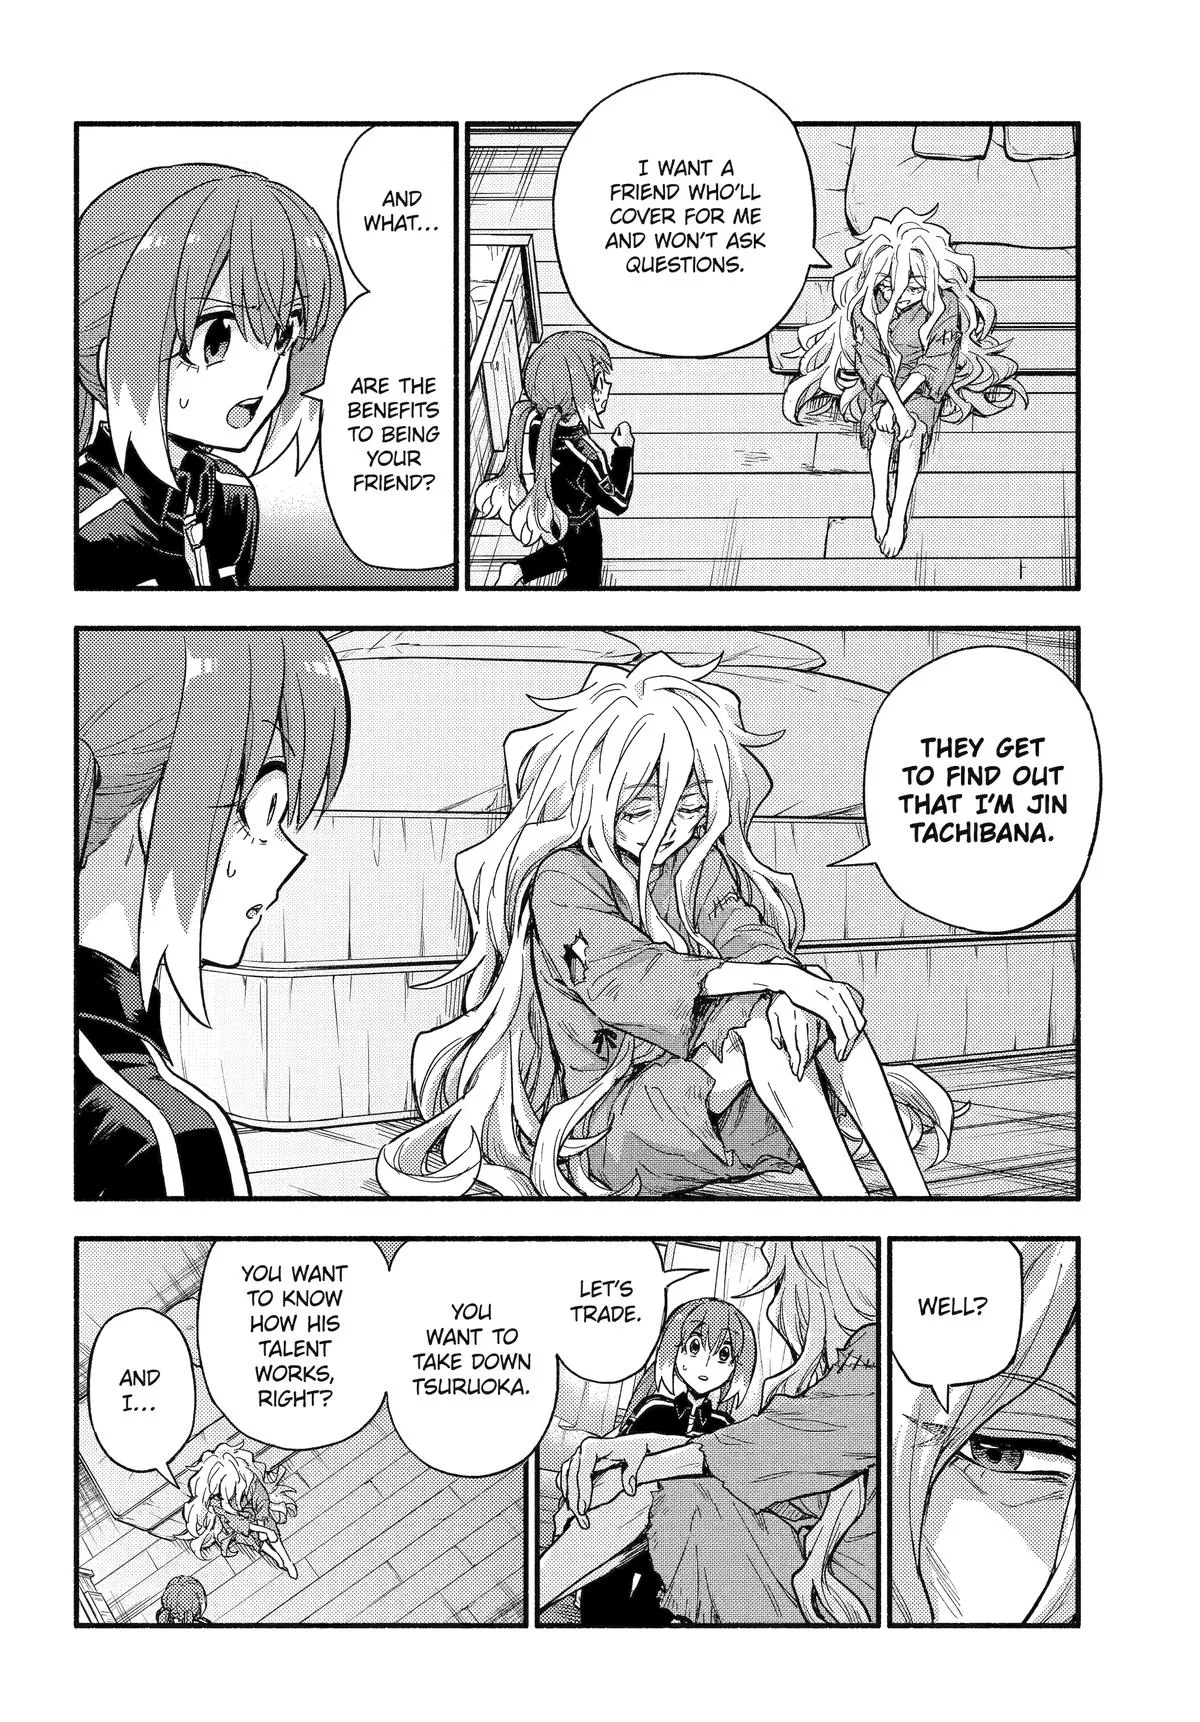 I WANT A
FRIEND WHO'LL
COVER FOR ME
AND WON'T ASK
QUESTIONS.
AND
WHAT...
ARE THE
BENEFITS
TO BEING
YOUR
FRIEND?
THEY GET
TO FIND OUT
THAT I'M JIN
TACHIBANA.
WELL?
LET'S
TRADE.
YOU
WANT TO
TAKE DOWN
TSURUOKA.
YOU WANT
TO KNOW
HOW HIS
TALENT
WORKS,
RIGHT?
AND
I...